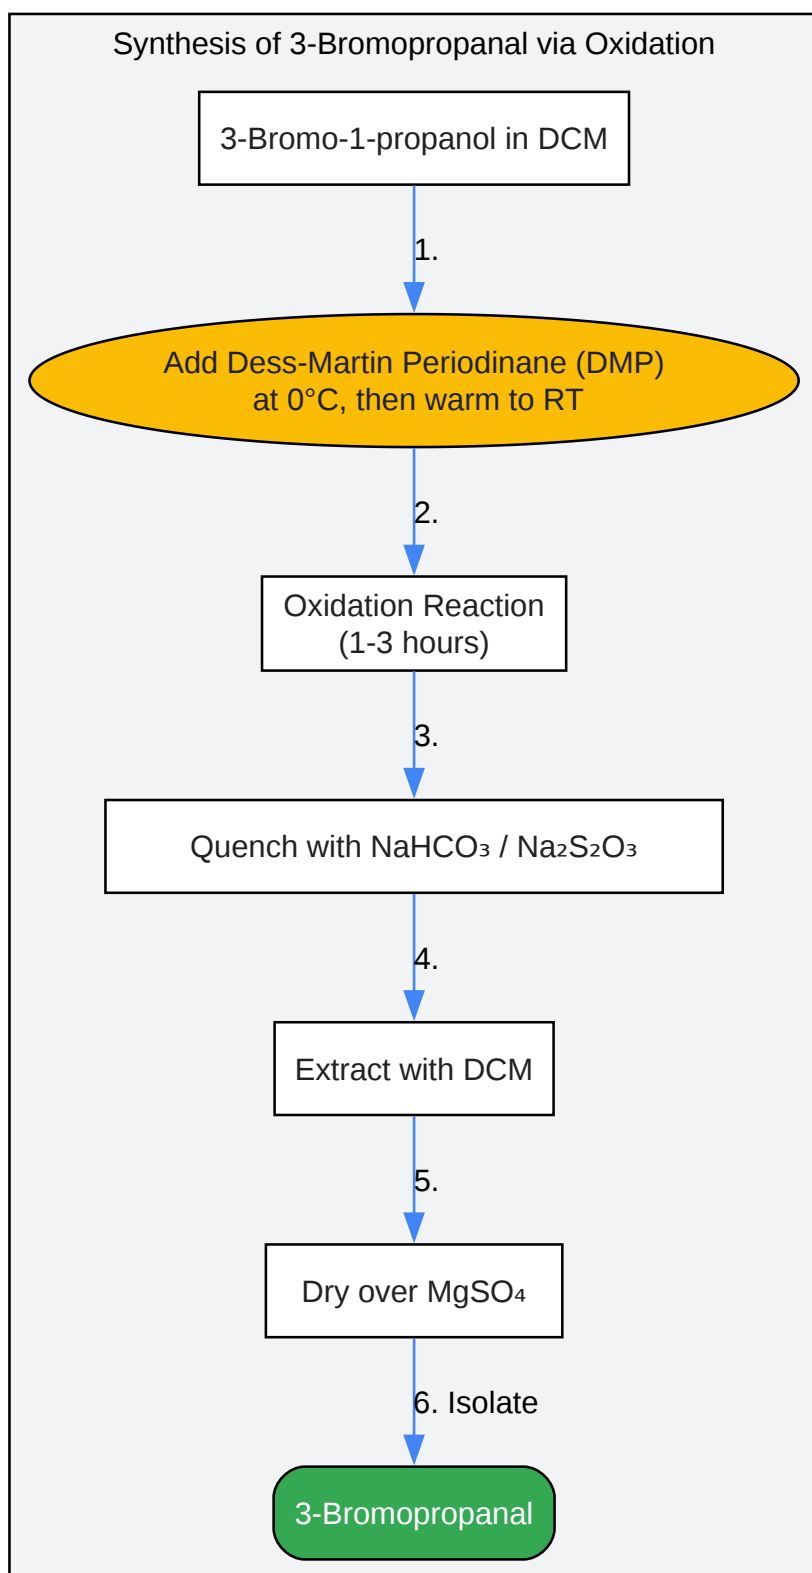 Synthesis of 3-Bromopropanal via Oxidation
3-Bromo-1-propanol in DCM
1.
Add Dess-Martin Periodinane (DMP)
at 0°C, then warm to RT
2.
Oxidation Reaction
(1-3 hours)
3.
Quench with NaHCO₃ / Na₂S₂O₃
4.
Extract with DCM
5.
Dry over MgSO₄
6. Isolate
3-Bromopropanal